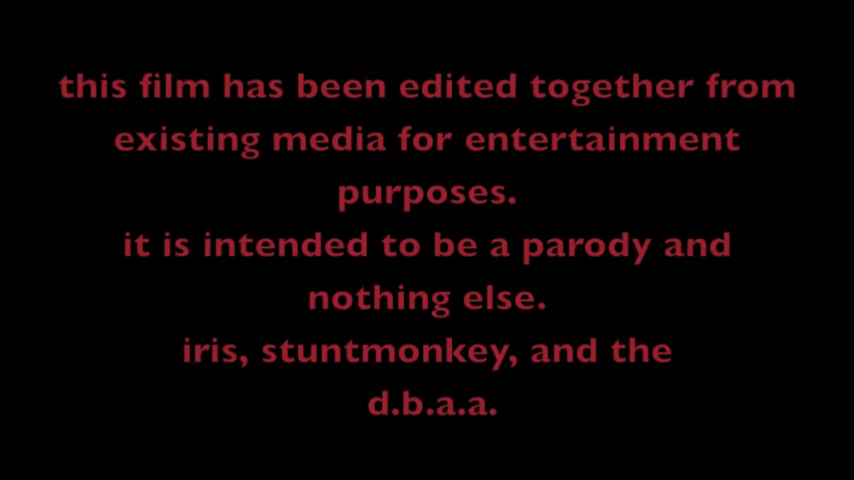 this film has been edited together from
existing media for entertainment
purposes.
it is intended to be a parody and
nothing else.
iris, stuntmonkey, and the
d.b.a.a.